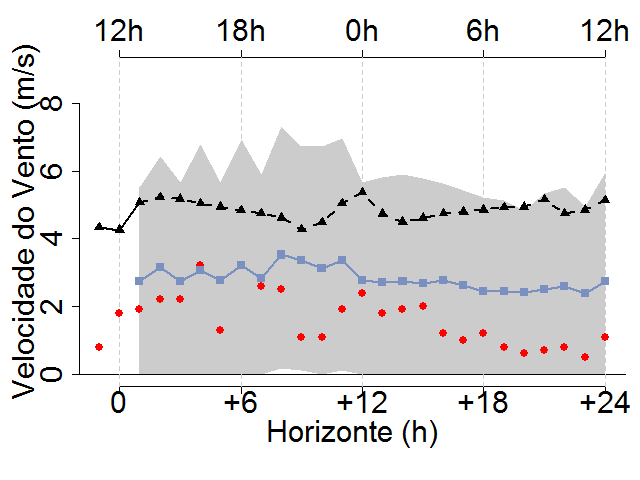 12h 18h 0h 6h 12h
Velocidade do Vento (m/s)
8
6
4
2
0
0 +6 +12 +18 +24
Horizonte (h)